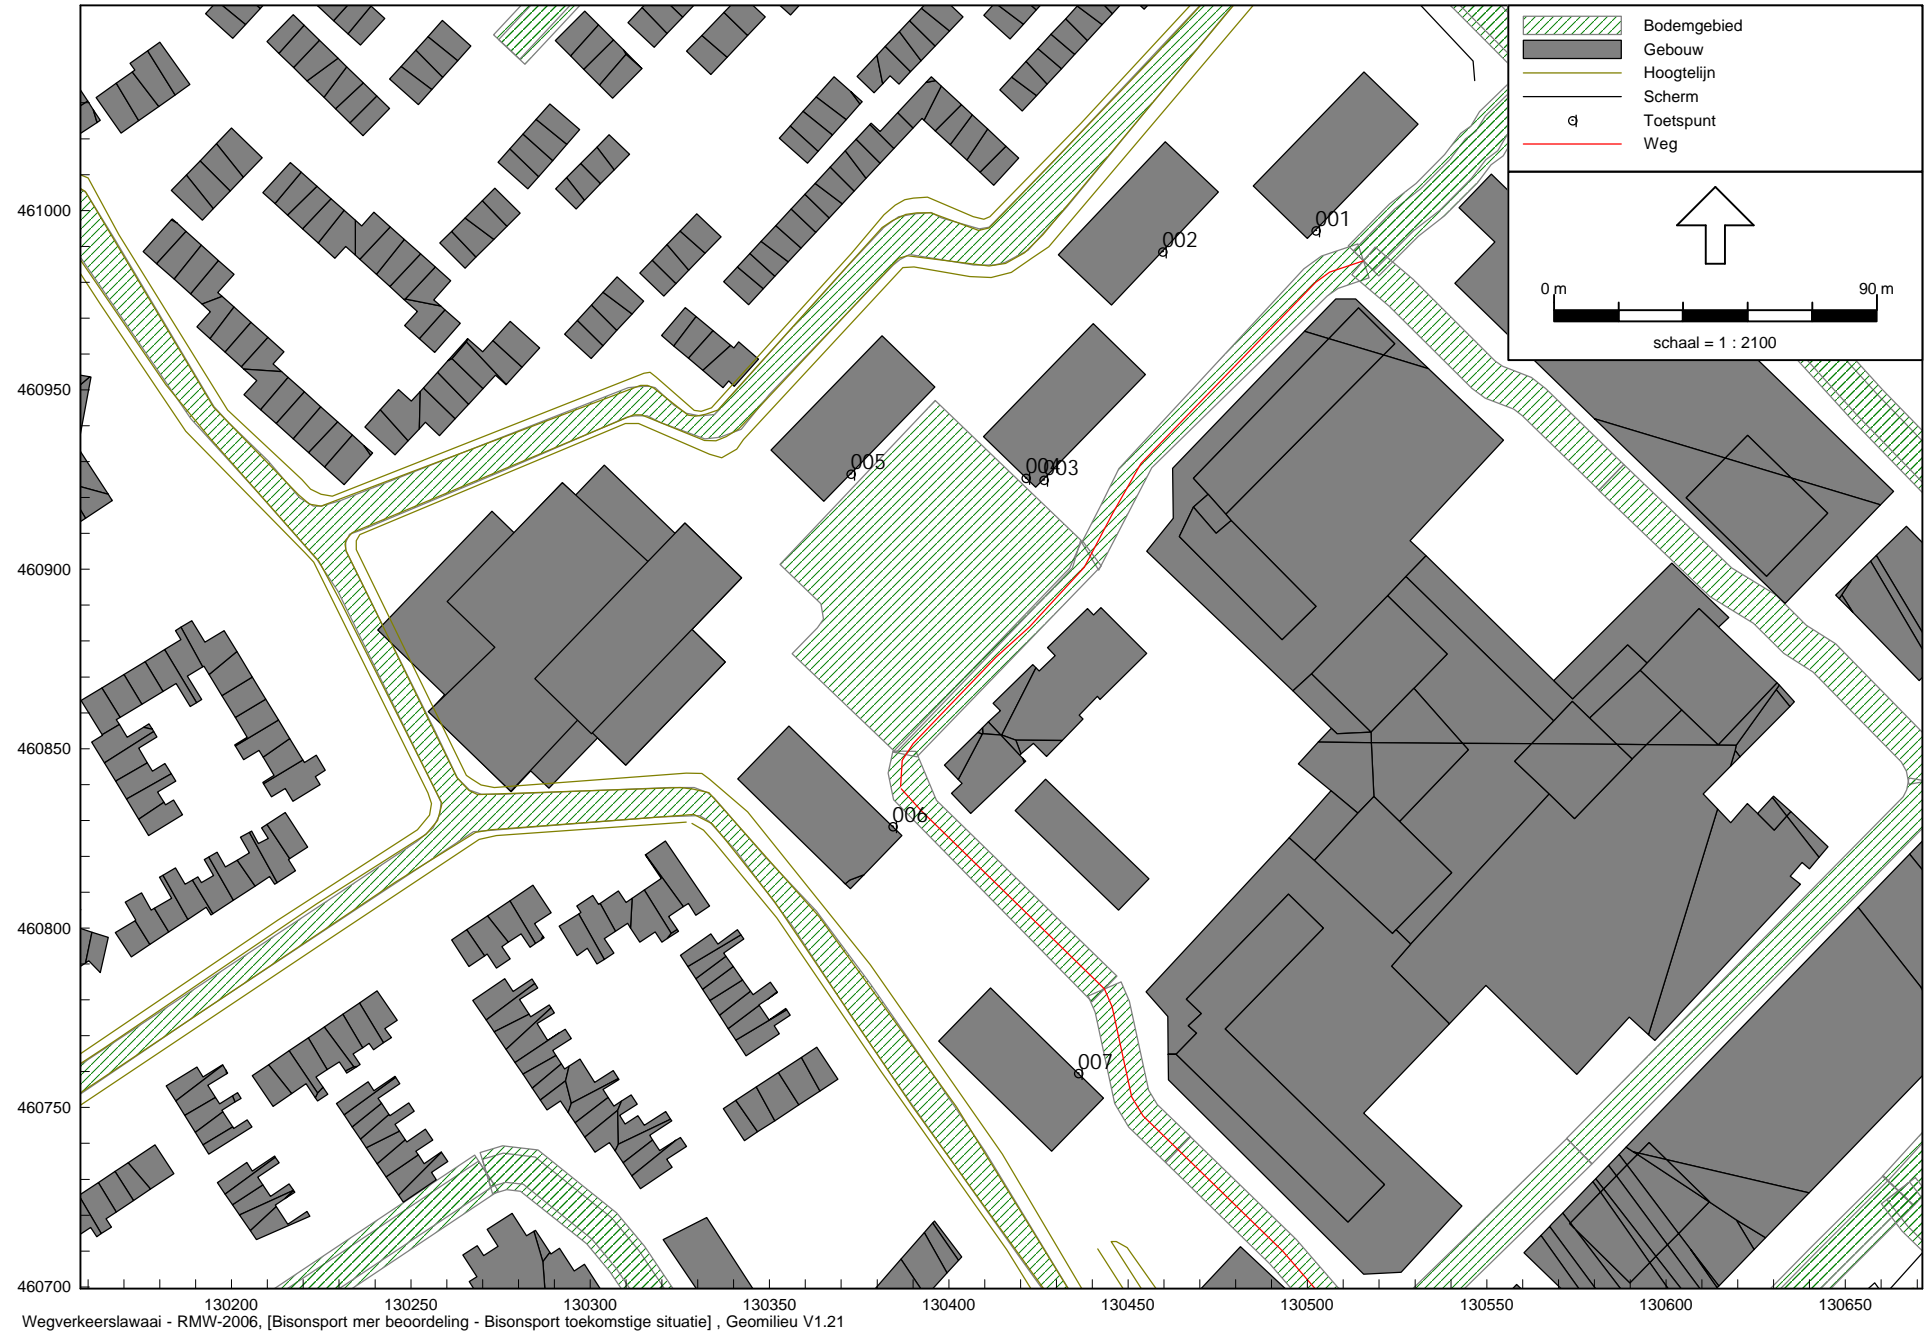 Bodemgebied
Gebouw
Hoogtelijn
Scherm
Toetspunt
Weg
0 m 90 m
schaal = 1 : 2100
461000
460950
460900
460850
460800
460750
460700
001
002
005
004
003
006
007
130200 130250 130300 130350 130400 130450 130500 130550 130600 130650
Wegverkeerslawaai - RMW-2006, [Bisonsport mer beoordeling - Bisonsport toekomstige situatie] , Geomilieu V1.21